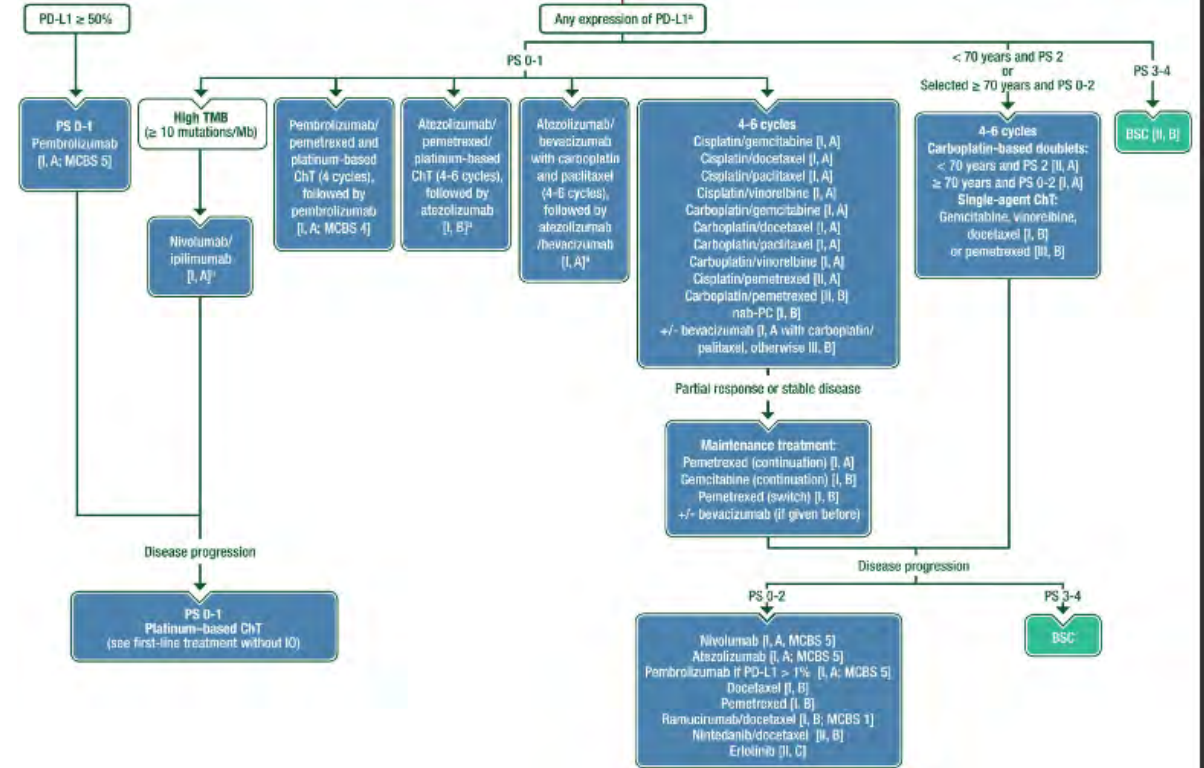 PD-L1 ≥ 50%
Any expression of PD-L1ᵃ
PS 0-1
< 70 years and PS 2
or
Selected ≥ 70 years and PS 0-2
PS 3-4
PS 0-1
Pembrolizumab
[I, A; MCBS 5]
High TMB
(≥ 10 mutations/Mb)
Nivolumab/
ipilimumab
[I, A]
Pembrolizumab/
pemetrexed and
platinum-based
ChT (4 cycles),
followed by
pembrolizumab
[I, A; MCBS 4]
Atezolizumab/
pemetrexed/
platinum-based
ChT (4-6 cycles),
followed by
atezolizumab
[I, B]ᵃ
Atezolizumab/
bevacizumab
with carboplatin
and paclitaxel
(4-6 cycles),
followed by
atezolizumab
/bevacizumab
[I, A]ᵃ
4-6 cycles
Cisplatin/gemcitabine [I, A]
Cisplatin/docetaxel [I, A]
Cisplatin/paclitaxel [I, A]
Cisplatin/vinorelbine [I, A]
Carboplatin/gemcitabine [I, A]
Carboplatin/docetaxel [I, A]
Carboplatin/paclitaxel [I, A]
Carboplatin/vinorelbine [I, A]
Cisplatin/pemetrexed [II, A]
Carboplatin/pemetrexed [II, B]
nab-PC [I, B]
+/- bevacizumab [I, A with carboplatin/
palitaxel, otherwise III, B]
4-6 cycles
Carboplatin-based doublets:
< 70 years and PS 2 [II, A]
≥ 70 years and PS 0-2 [I, A]
Single-agent ChT:
Gemcitabine, vinorelbine,
docetaxel [I, B]
or pemetrexed [III, B]
BSC [II, B]
Partial response or stable disease
Maintenance treatment:
Pemetrexed (continuation) [I, A]
Gemcitabine (continuation) [I, B]
Pemetrexed (switch) [I, B]
+/- bevacizumab (if given before)
Disease progression
PS 0-1
Platinum-based ChT
(see first-line treatment without IO)
Disease progression
PS 0-2
PS 3-4
Nivolumab [I, A, MCBS 5]
Atezolizumab [I, A; MCBS 5]
Pembrolizumab if PD-L1 > 1% [I, A; MCBS 5]
Docetaxel [I, B]
Pemetrexed [I, B]
Ramucirumab/docetaxel [I, B; MCBS 1]
Nintedanib/docetaxel [II, B]
Erlotinib [II, C]
BSC